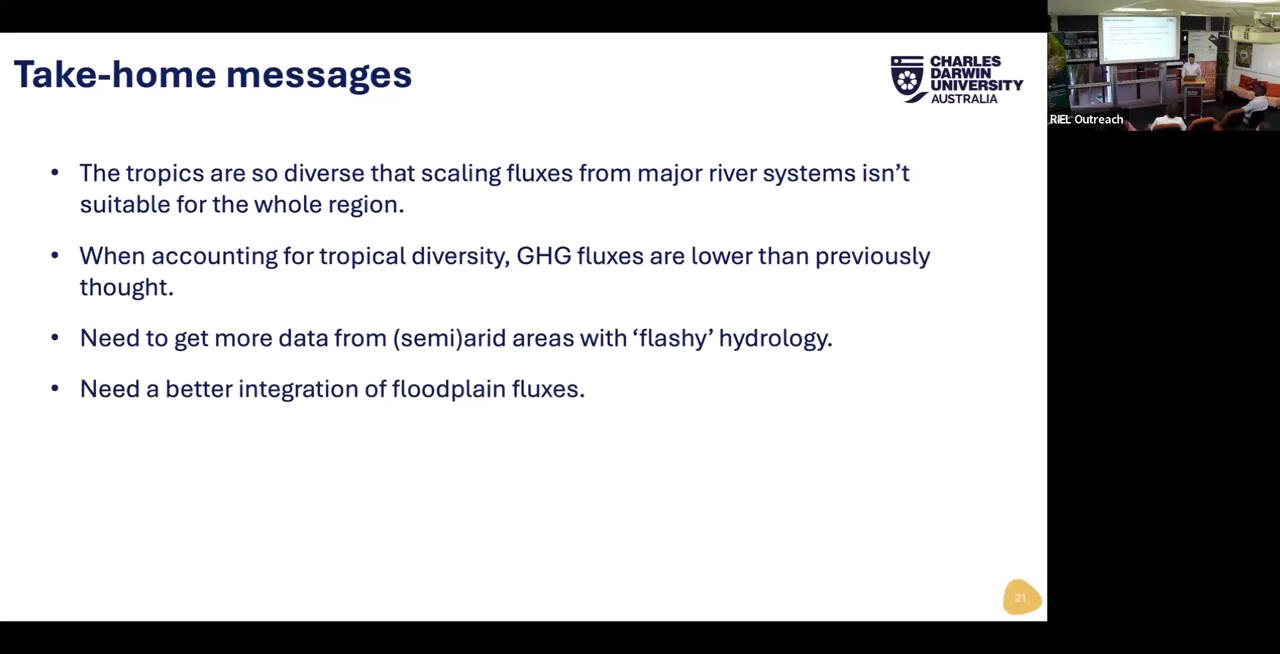 Take-home messages
CHARLES
DARWIN
UNIVERSITY
AUSTRALIA
RIEL Outreach
• The tropics are so diverse that scaling fluxes from major river systems isn’t
suitable for the whole region.
• When accounting for tropical diversity, GHG fluxes are lower than previously
thought.
• Need to get more data from (semi)arid areas with ‘flashy’ hydrology.
• Need a better integration of floodplain fluxes.
21